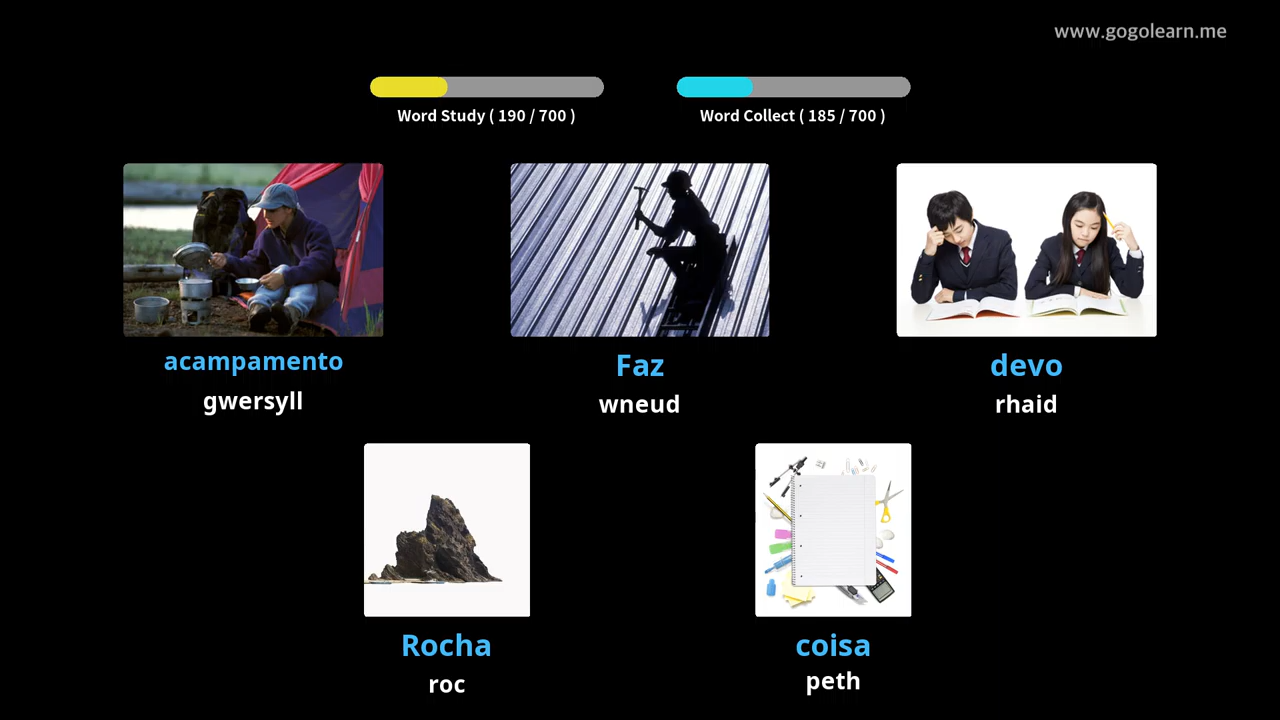 www.gogolearn.me
Word Study ( 190 / 700 )
Word Collect ( 185 / 700 )
acampamento
gwersyll
Faz
wneud
devo
rhaid
Rocha
roc
coisa
peth